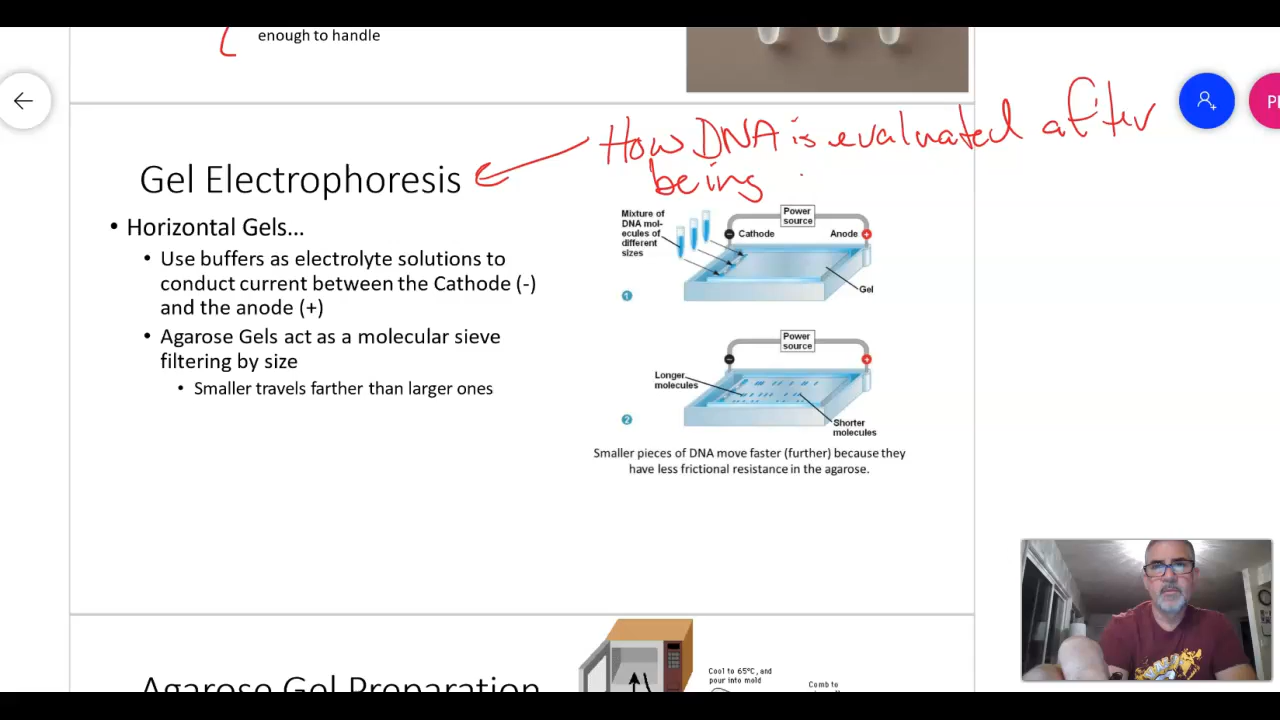 enough to handle
How DNA is evaluated after
being
Gel Electrophoresis
• Horizontal Gels...
• Use buffers as electrolyte solutions to
conduct current between the Cathode (-)
and the anode (+)
• Agarose Gels act as a molecular sieve
filtering by size
• Smaller travels farther than larger ones
Mixture of
DNA mol-
ecules of
different
sizes
Power
source
- Cathode
Anode +
Gel
1
Power
source
-
+
Longer
molecules
Shorter
molecules
2
Smaller pieces of DNA move faster (further) because they
have less frictional resistance in the agarose.
Agarose Gel Preparation
Cool to 65°C, and
pour into mold
Comb to